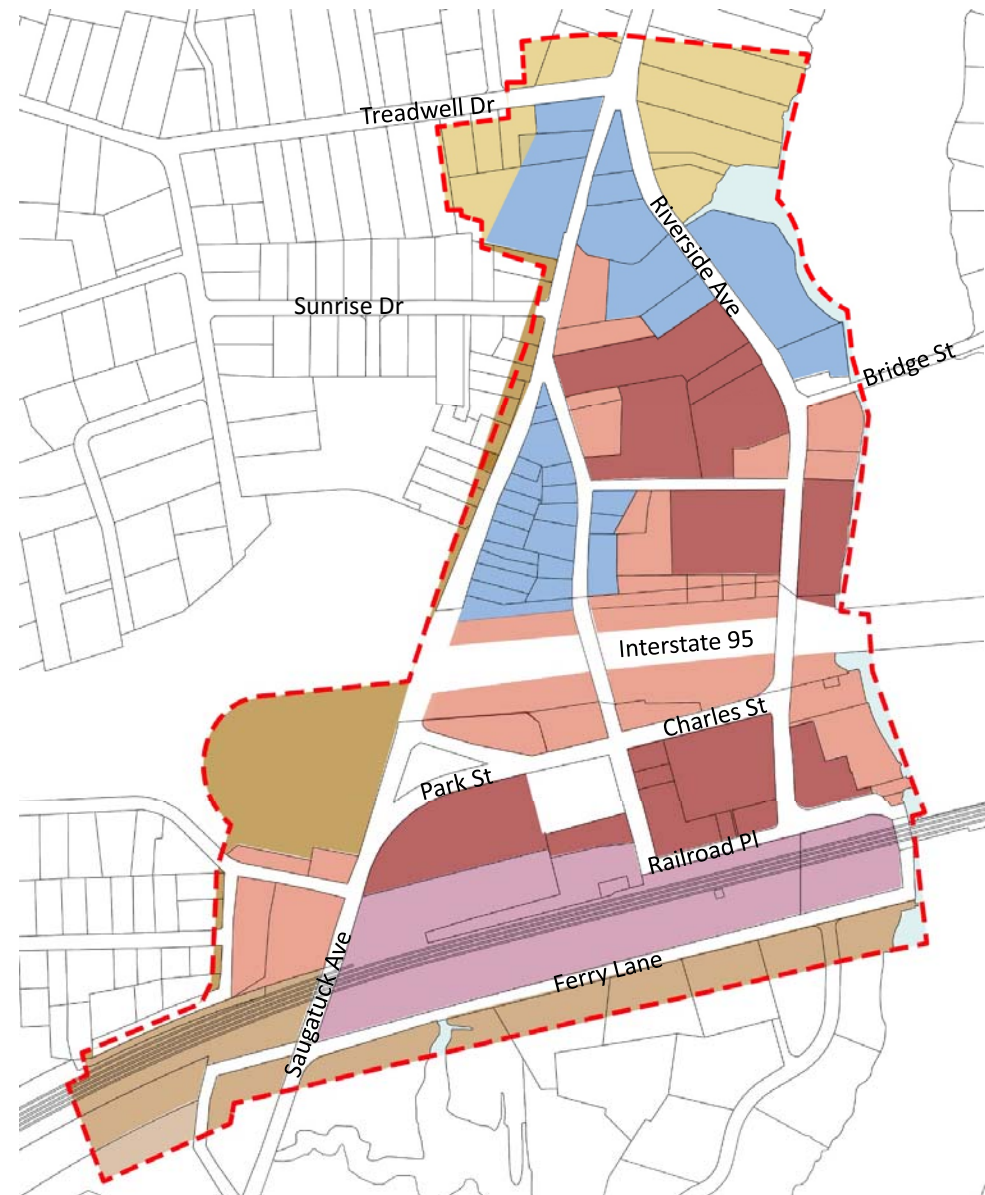 Treadwell Dr
Riverside Ave
Sunrise Dr
Bridge St
Interstate 95
Charles St
Park St
Railroad Pl
Ferry Lane
Saugatuck Ave